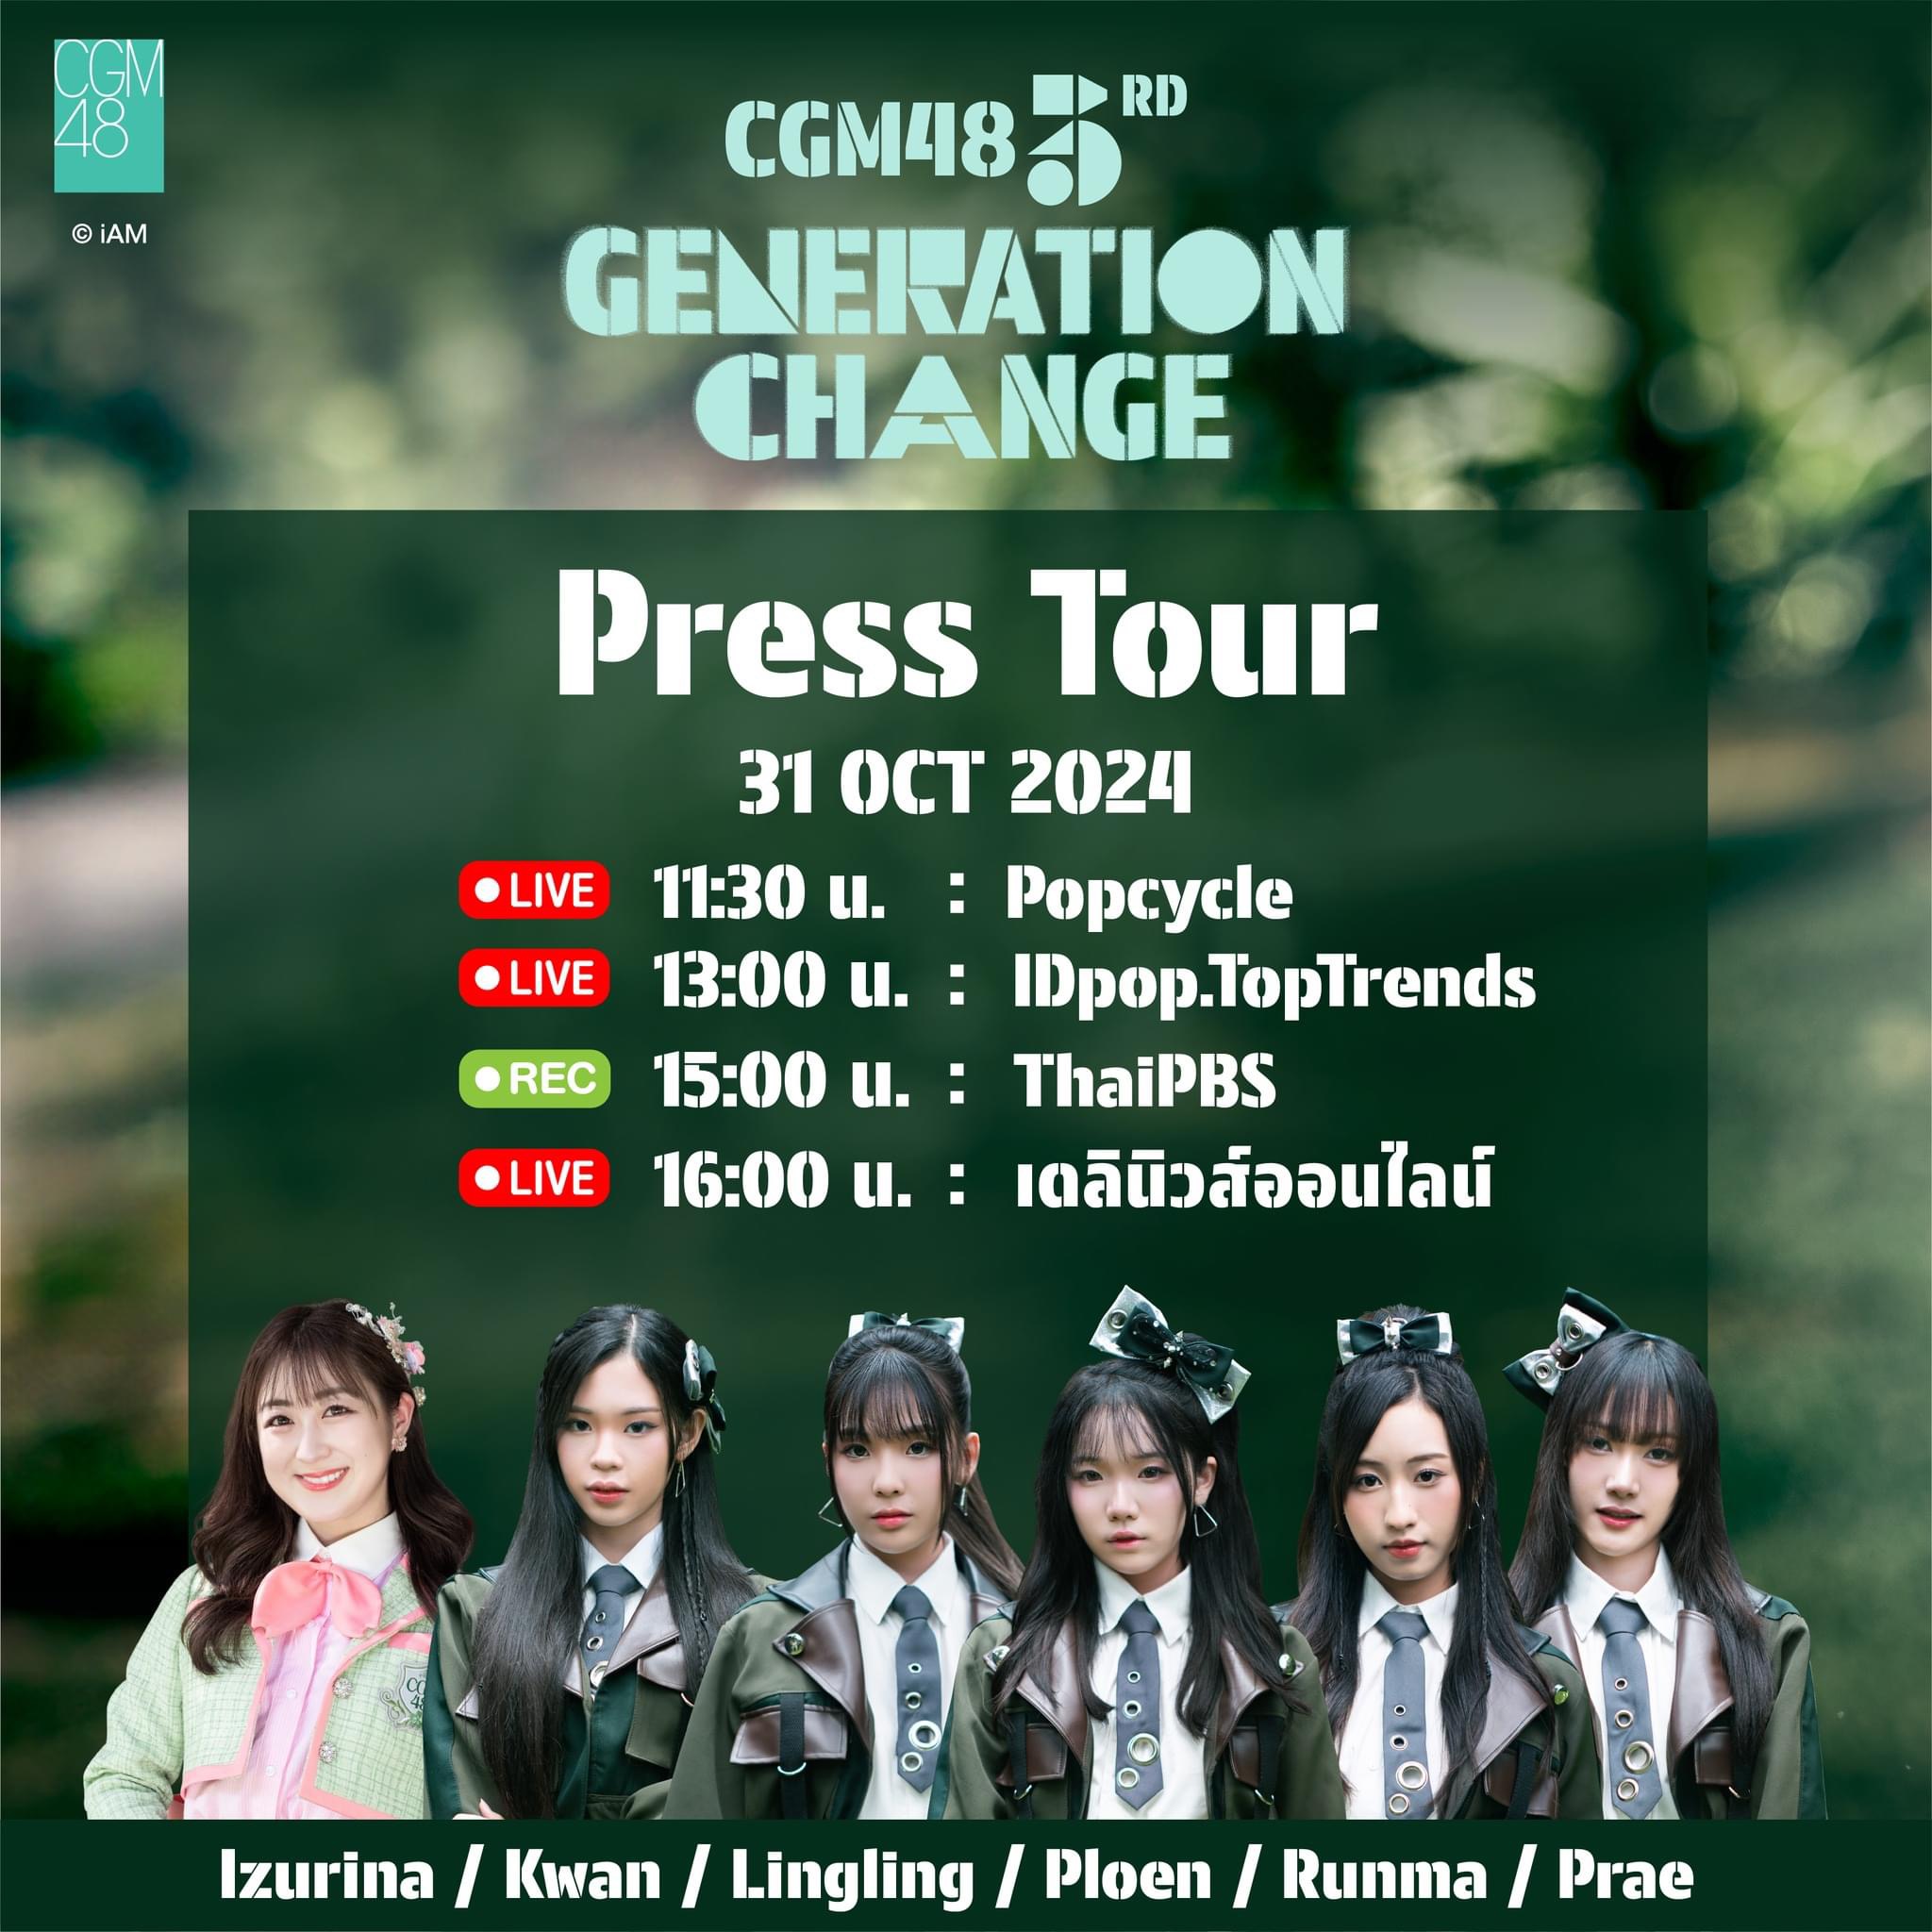 CGM
48
© iAM
CGM48 3RD
GENERATION
CHANGE
Press Tour
31 OCT 2024
LIVE 11:30 น. : Popcycle
LIVE 13:00 น. : IDpop.TopTrends
REC 15:00 น. : ThaiPBS
LIVE 16:00 น. : เดลินิวส์ออนไลน์
CGM
48
Izurina / Kwan / Lingling / Ploen / Runma / Prae